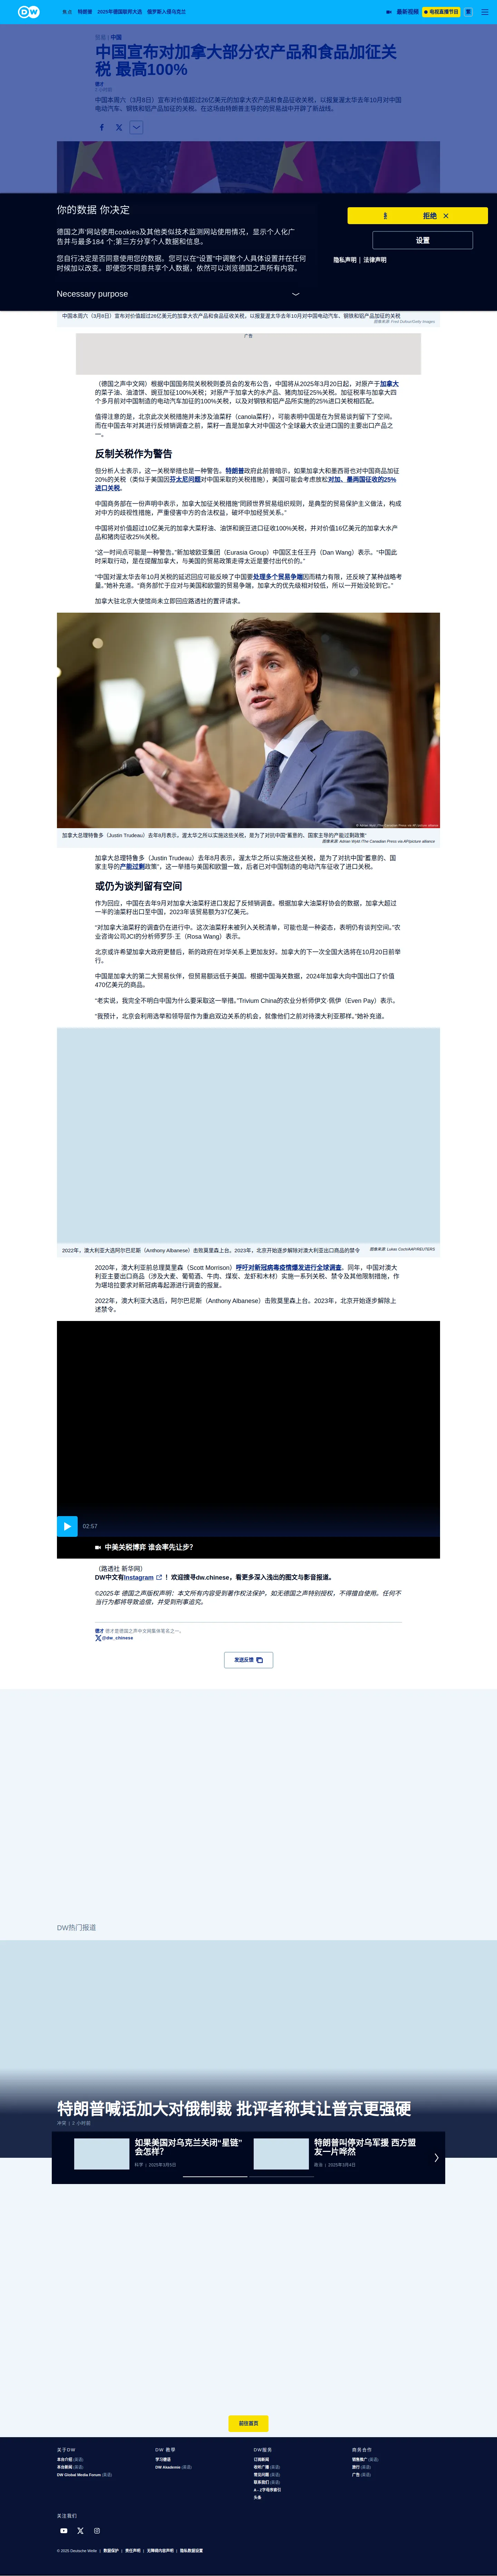 DW
焦点 特朗普 2025年德国联邦大选 俄罗斯人侵乌克兰
最新视频
电视直播节目
贸易 | 中国
中国宣布对加拿大部分农产品和食品加征关
税 最高100%
德才
7 小时前
中国本周六（3月8日）宣布对价值超过26亿美元的加拿大农产品和食品征收关税，以报复渥太华去年10月对中国
电动汽车、钢铁和铝产品加征的关税。在这场由特朗普主导的的贸易战中开辟了新战线。
你的数据 你决定
德国之声´网站使用cookies及其他类似技术监测网站使用情况，显示个人化广
告并与最多184 个;第三方分享个人数据和信息。
您自行决定是否同意使用您的数据。您可以在“设置”中调整个人具体设置并在任何
时候加以改变。即便您不同意共享个人数据，依然可以浏览德国之声所有内容。
Necessary purpose
拒绝
设置
隐私声明 | 法律声明
中国本周六（3月8日）宣布对价值超过26亿美元的加拿大农产品和食品征收关税，以报复渥太华去年10月对中国电动汽车、钢铁和铝产品加征的关税
图像来源: Fred Dufour/Getty Images
广告
（德国之声中文网）根据中国国务院关税税则委员会的发布公告，中国将从2025年3月20日起，对原产于加拿大
的菜子油、油渣饼、豌豆加征100%关税；对原产于加拿大的水产品、猪肉加征25%关税。加征税率与加拿大四
个多月前对中国制造的电动汽车加征的100%关税，以及对钢铁和铝产品所实施的25%进口关税相匹配。
值得注意的是，北京此次关税措施并未涉及油菜籽（canola菜籽），可能表明中国是在为贸易谈判留下了空间。
而在中国去年对其进行反倾销调查之前，菜籽一直是加拿大对中国这个全球最大农业进口国的主要出口产品之
一。
反制关税作为警告
但分析人士表示，这一关税举措也是一种警告。特朗普政府此前曾暗示，如果加拿大和墨西哥也对中国商品加征
20%的关税（类似于美国因芬太尼问题对中国采取的关税措施），美国可能会考虑放松对加、墨两国征收的25%
进口关税。
中国商务部在一份声明中表示，加拿大加征关税措施“罔顾世界贸易组织规则，是典型的贸易保护主义做法，构成
对中方的歧视性措施，严重侵害中方的合法权益，破坏中加经贸关系。”
中国将对价值超过10亿美元的加拿大菜籽油、油饼和豌豆进口征收100%关税，并对价值16亿美元的加拿大水产
品和猪肉征收25%关税。
“这一时间点可能是一种警告。”新加坡欧亚集团（Eurasia Group）中国区主任王丹（Dan Wang）表示。“中国此
时采取行动，是在提醒加拿大，与美国的贸易政策走得太近是要付出代价的。”
“中国对渥太华去年10月关税的延迟回应可能反映了中国要处理多个贸易争端因而精力有限，还反映了某种战略考
量。”她补充道。“商务部忙于应对与美国和欧盟的贸易争端，加拿大的优先级相对较低，所以一开始没轮到它。”
加拿大驻北京大使馆尚未立即回应路透社的置评请求。
© Adrian Wyld /The Canadian Press via AP/picture alliance
加拿大总理特鲁多（Justin Trudeau）去年8月表示，渥太华之所以实施这些关税，是为了对抗中国“蓄意的、国家主导的产能过剩政策”
图像来源: Adrian Wyld /The Canadian Press via AP/picture alliance
加拿大总理特鲁多（Justin Trudeau）去年8月表示，渥太华之所以实施这些关税，是为了对抗中国“蓄意的、国
家主导的产能过剩政策”，这一举措与美国和欧盟一致，后者已对中国制造的电动汽车征收了进口关税。
或仍为谈判留有空间
作为回应，中国在去年9月对加拿大油菜籽进口发起了反倾销调查。根据加拿大油菜籽协会的数据，加拿大超过
一半的油菜籽出口至中国，2023年该贸易额为37亿美元。
“对加拿大油菜籽的调查仍在进行中。这次油菜籽未被列入关税清单，可能也是一种姿态，表明仍有谈判空间。”农
业咨询公司JCI的分析师罗莎·王（Rosa Wang）表示。
北京或许希望加拿大政府更替后，新的政府在对华关系上更加友好。加拿大的下一次全国大选将在10月20日前举
行。
中国是加拿大的第二大贸易伙伴，但贸易额远低于美国。根据中国海关数据，2024年加拿大向中国出口了价值
470亿美元的商品。
“老实说，我完全不明白中国为什么要采取这一举措。”Trivium China的农业分析师伊文·佩伊（Even Pay）表示。
“我预计，北京会利用选举和领导层作为重启双边关系的机会，就像他们之前对待澳大利亚那样。”她补充道。
2022年，澳大利亚大选阿尔巴尼斯（Anthony Albanese）击败莫里森上台。2023年，北京开始逐步解除对澳大利亚出口商品的禁令
图像来源: Lukas Coch/AAP/REUTERS
2020年，澳大利亚前总理莫里森（Scott Morrison）呼吁对新冠病毒疫情爆发进行全球调查。同年，中国对澳大
利亚主要出口商品（涉及大麦、葡萄酒、牛肉、煤炭、龙虾和木材）实施一系列关税、禁令及其他限制措施，作
为堪培拉要求对新冠病毒起源进行调查的报复。
2022年，澳大利亚大选后，阿尔巴尼斯（Anthony Albanese）击败莫里森上台。2023年，北京开始逐步解除上
述禁令。
02:57
中美关税博弈 谁会率先让步？
（路透社 新华网）
DW中文有Instagram ！欢迎搜寻dw.chinese，看更多深入浅出的图文与影音报道。
©2025年 德国之声版权声明：本文所有内容受到著作权法保护，如无德国之声特别授权，不得擅自使用。任何不
当行为都将导致追偿，并受到刑事追究。
德才 德才是德国之声中文网集体笔名之一。
@dw_chinese
发送反馈
DW热门报道
特朗普喊话加大对俄制裁 批评者称其让普京更强硬
冲突 | 3 小时前
如果美国对乌克兰关闭“星链”
会怎样？
科学 | 2025年3月5日
特朗普叫停对乌军援 西方盟
友一片哗然
政治 | 2025年3月4日
前往首页
关于DW
本台介绍 (英语)
本台新闻 (英语)
DW Global Media Forum (英语)
DW 教学
学习德语
DW Akademie (英语)
DW服务
订阅新闻
收听广播 (英语)
常见问题 (英语)
联系我们 (英语)
A - Z字母序索引
头条
商务合作
销售推广 (英语)
旅行 (英语)
广告 (英语)
关注我们
© 2025 Deutsche Welle | 数据保护 | 责任声明 | 无障碍内容声明 | 隐私数据设置